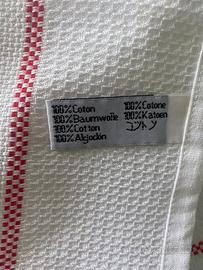 100% Coton
100% Baumwolle
100% Cotton
100% Algodón
100% Cotone
100% Katoen
コットン